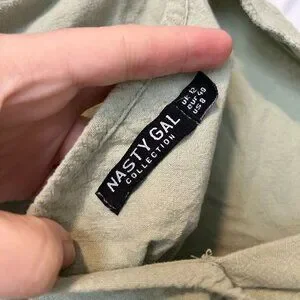 NASTY GAL
COLLECTION
UK 12
eur 40
US 8